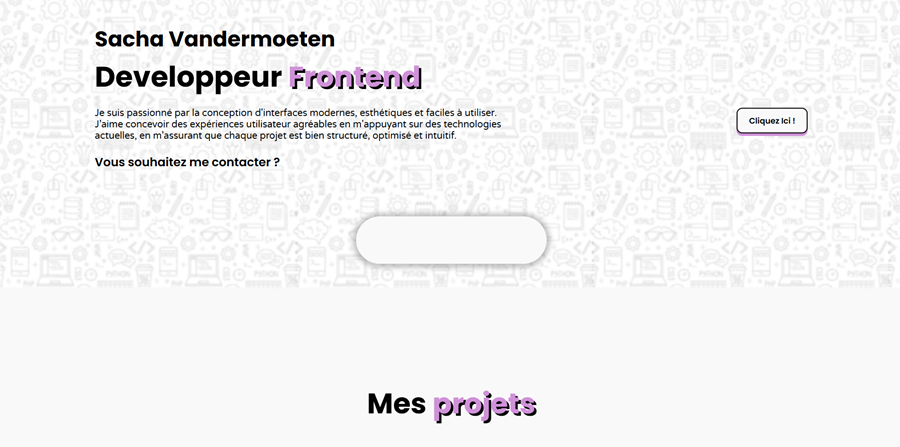 Sacha Vandermoeten
Developpeur Frontend
Je suis passionné par la conception d'interfaces modernes, esthétiques et faciles à utiliser.
J'aime concevoir des expériences utilisateur agréables en m'appuyant sur des technologies
actuelles, en m'assurant que chaque projet est bien structuré, optimisé et intuitif.
Cliquez Ici !
Vous souhaitez me contacter ?
Mes projets